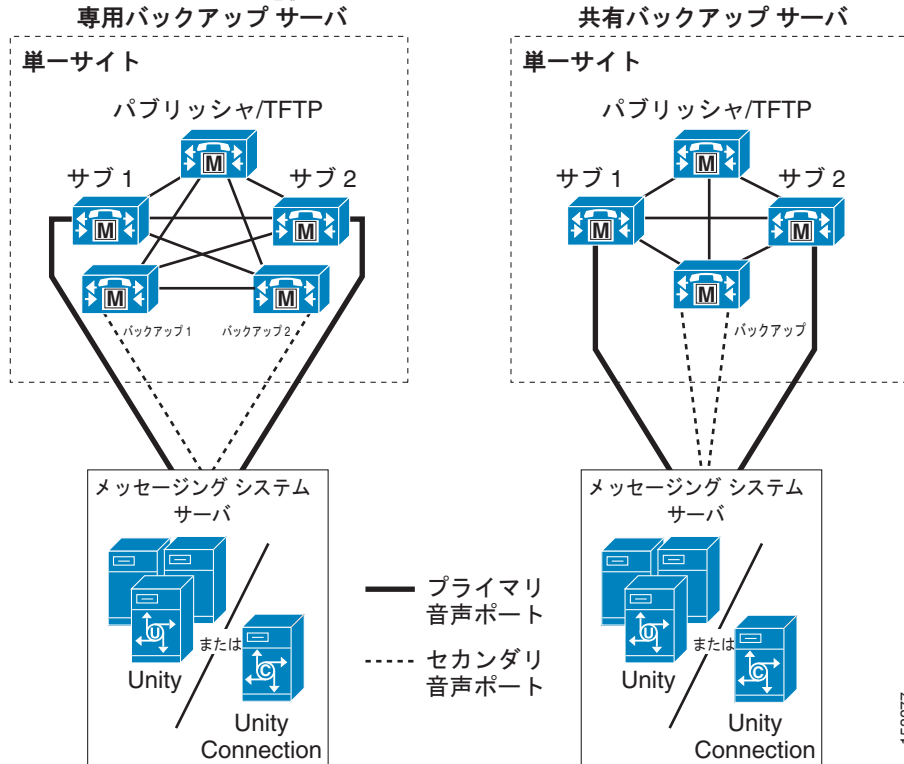 専用バックアップ サーバ
単一サイト
パブリッシャ/TFTP
サブ 1
サブ 2
M
M
M
M
M
バックアップ 1
バックアップ 2
メッセージング システム
サーバ
U
または
C
Unity
Unity
Connection
プライマリ
音声ポート
セカンダリ
音声ポート
共有バックアップ サーバ
単一サイト
パブリッシャ/TFTP
サブ 1
サブ 2
M
M
M
M
バックアップ
メッセージング システム
サーバ
U
または
C
Unity
Unity
Connection